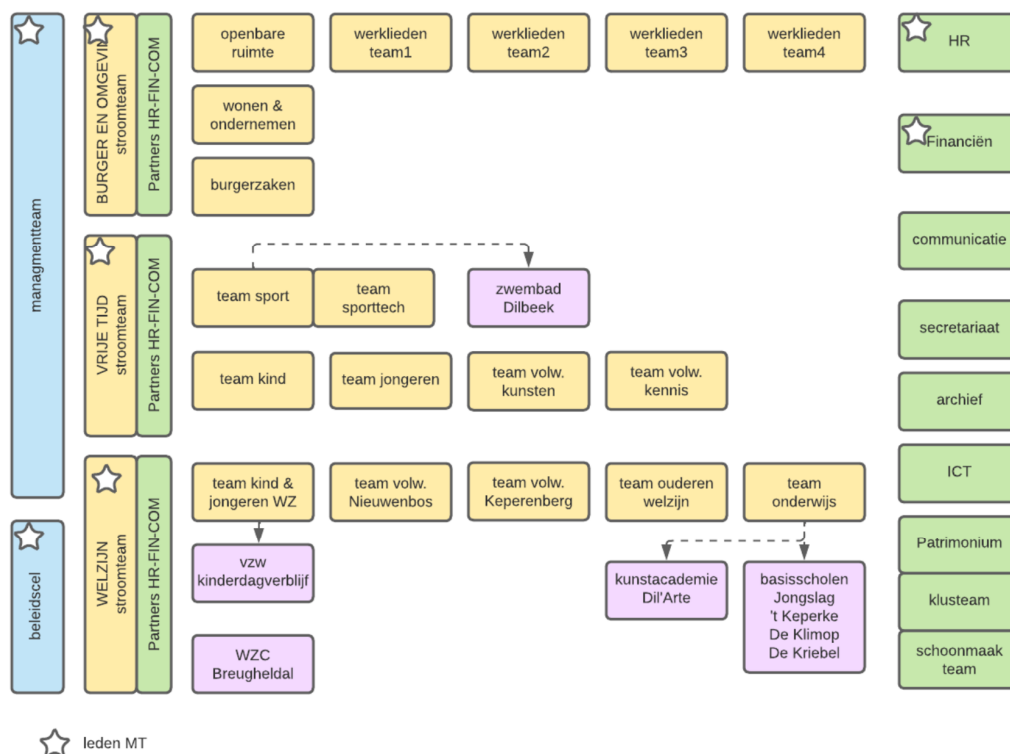 managmentteam
beleidscel
BURGER EN OMGEVIN
stroomteam
Partners HR-FIN-COM
openbare
ruimte
werklieden
team1
werklieden
team2
werklieden
team3
werklieden
team4
wonen &
ondernemen
burgerzaken
VRIJE TIJD
stroomteam
Partners HR-FIN-COM
team sport
team
sporttech
zwembad
Dilbeek
team kind
team jongeren
team volw.
kunsten
team volw.
kennis
WELZIJN
stroomteam
Partners HR-FIN-COM
team kind &
jongeren WZ
team volw.
Nieuwenbos
team volw.
Keperenberg
team ouderen
welzijn
team
onderwijs
vzw
kinderdagverblijf
kunstacademie
Dil'Arte
basisscholen
Jongslag
't Keperke
De Klimop
De Kriebel
WZC
Breugheldal
HR
Financiën
communicatie
secretariaat
archief
ICT
Patrimonium
klusteam
schoonmaak
team
leden MT